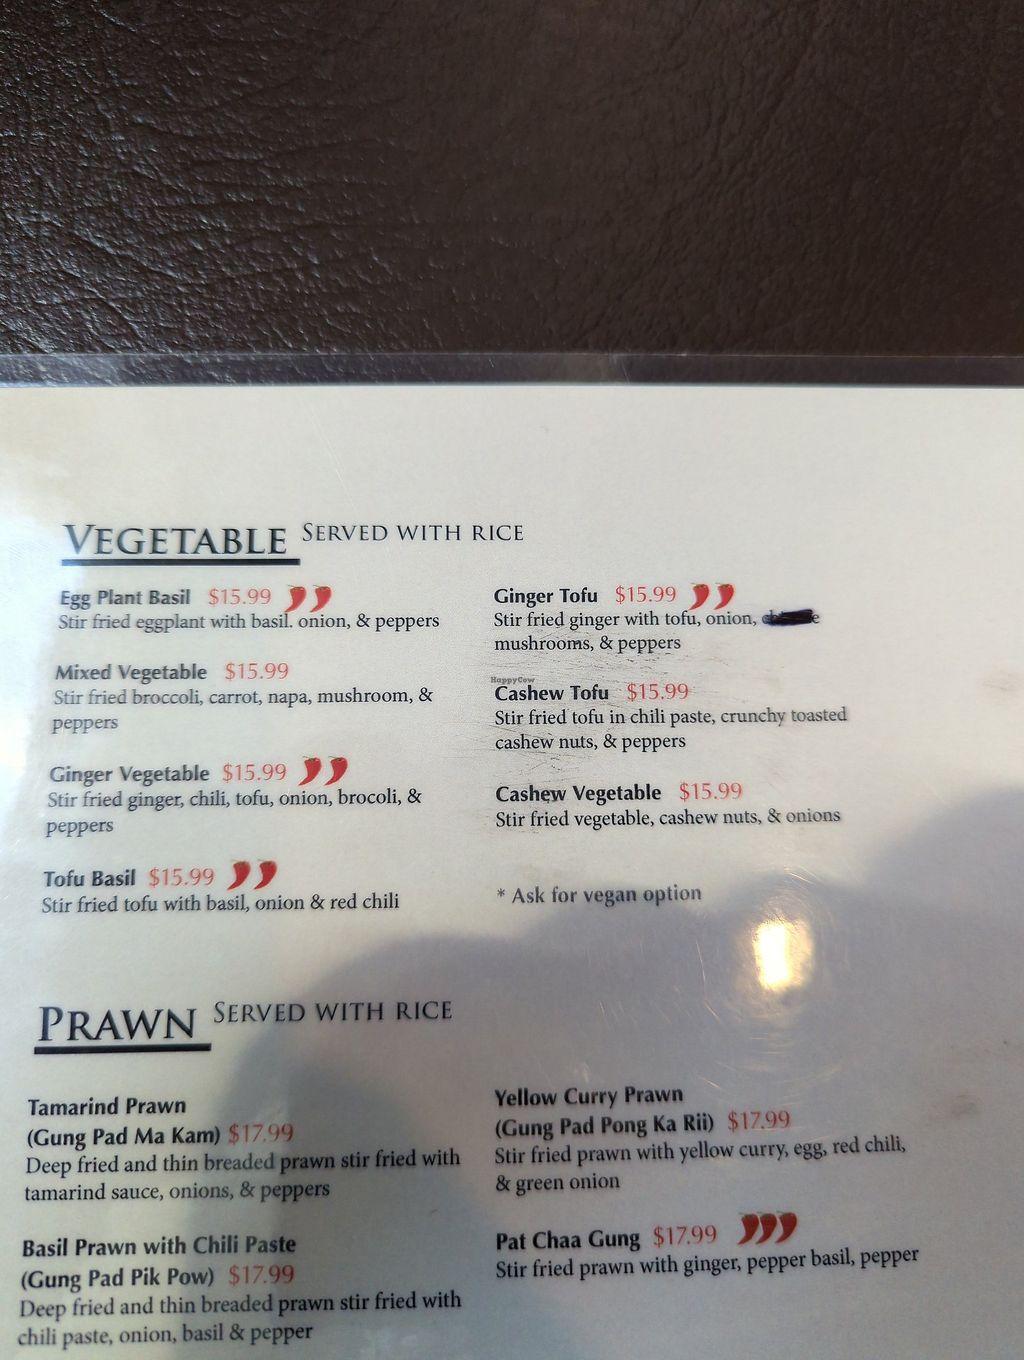 VEGETABLE SERVED WITH RICE
Egg Plant Basil $15.99
Stir fried eggplant with basil. onion, & peppers
Mixed Vegetable $15.99
Stir fried broccoli, carrot, napa, mushroom, &
peppers
Ginger Vegetable $15.99
Stir fried ginger, chili, tofu, onion, brocoli, &
peppers
Tofu Basil $15.99
Stir fried tofu with basil, onion & red chili
Ginger Tofu $15.99
Stir fried ginger with tofu, onion,
mushrooms, & peppers
HappyCow
Cashew Tofu $15.99
Stir fried tofu in chili paste, crunchy toasted
cashew nuts, & peppers
Cashew Vegetable $15.99
Stir fried vegetable, cashew nuts, & onions
* Ask for vegan option
PRAWN SERVED WITH RICE
Tamarind Prawn
(Gung Pad Ma Kam) $17.99
Deep fried and thin breaded prawn stir fried with
tamarind sauce, onions, & peppers
Basil Prawn with Chili Paste
(Gung Pad Pik Pow) $17.99
Deep fried and thin breaded prawn stir fried with
chili paste, onion, basil & pepper
Yellow Curry Prawn
(Gung Pad Pong Ka Rii) $17.99
Stir fried prawn with yellow curry, egg, red chili,
& green onion
Pat Chaa Gung $17.99
Stir fried prawn with ginger, pepper basil, pepper